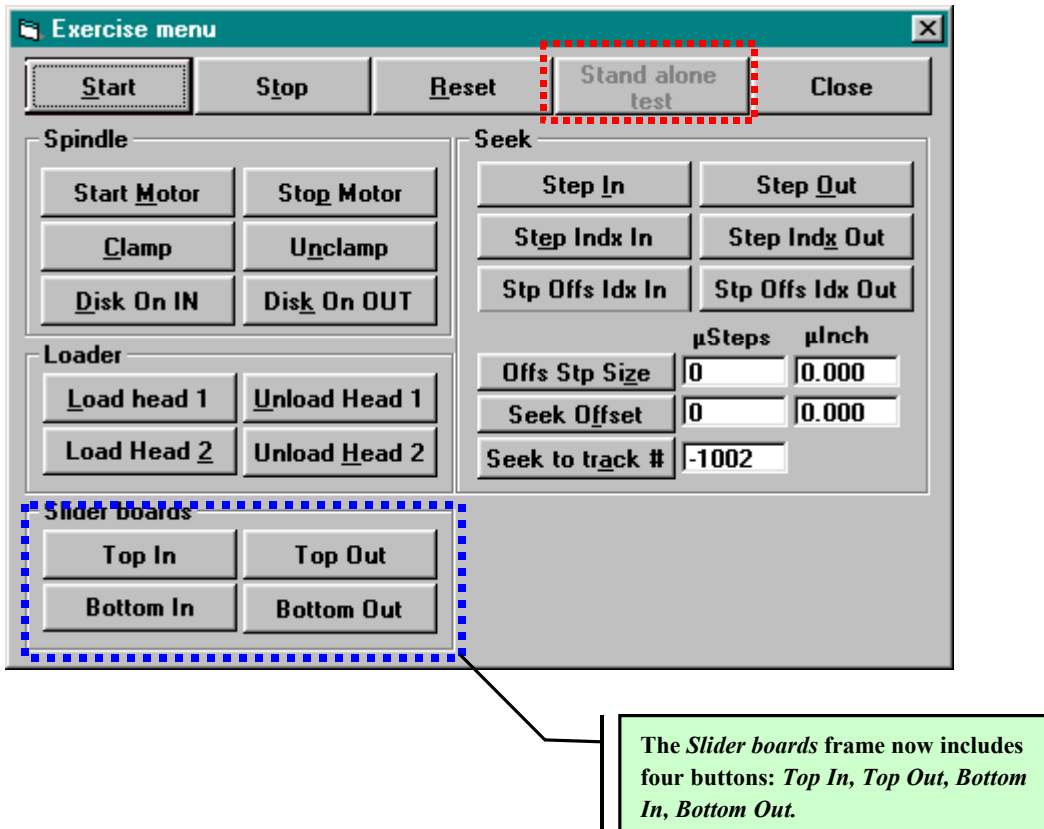 Exercise menu
Start Stop Reset Stand alone test Close
Spindle
Start Motor Stop Motor
Clamp Unclamp
Disk On IN Disk On OUT
Loader
Load head 1 Unload Head 1
Load Head 2 Unload Head 2
Seek
Step In Step Out
Step Indx In Step Indx Out
Stp Offs Idx In Stp Offs Idx Out
µSteps µInch
Offs Stp Size 0 0.000
Seek Offset 0 0.000
Seek to track # -1002
Slider boards
Top In Top Out
Bottom In Bottom Out
The Slider boards frame now includes
four buttons: Top In, Top Out, Bottom
In, Bottom Out.